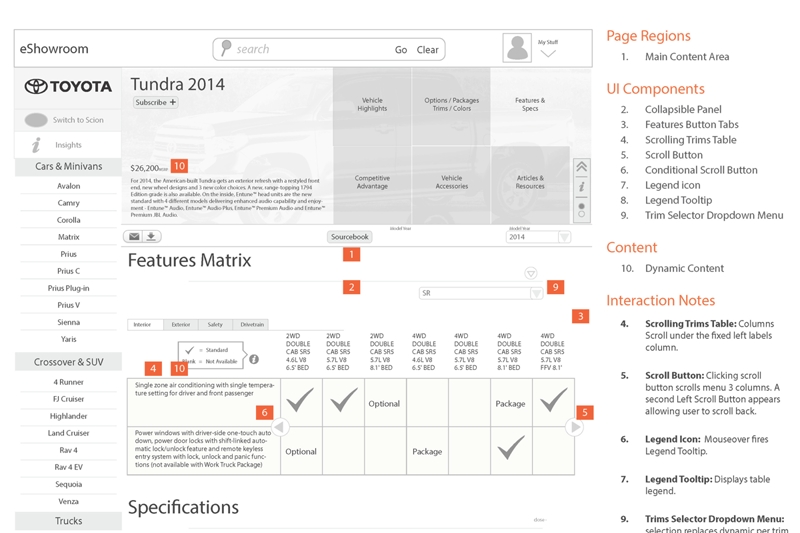 eShowroom
search
Go
Clear
My Stuff
TOYOTA
Switch to Scion
Insights
Cars & Minivans
Avalon
Camry
Corolla
Matrix
Prius
Prius C
Prius Plug-in
Prius V
Sienna
Yaris
Crossover & SUV
4 Runner
FJ Cruiser
Highlander
Land Cruiser
Rav 4
Rav 4 EV
Sequoia
Venza
Trucks
Tundra 2014
Subscribe +
$26,200
10
For 2014, the American-built Tundra gets an exterior refresh with a restyled front
end, new wheel designs and 3 new color choices. A new, range-topping 1794
Edition grade is also available. On the inside, Entune™ head units are the new
standard with 4 different models delivering enhanced audio capability and enjoy
ment - Entune™ Audio, Entune™ Audio Plus, Entune™ Premium Audio and Entune™
Premium JBL Audio.
Vehicle
Highlights
Options / Packages
Trims / Colors
Features &
Specs
Competitive
Advantage
Vehicle
Accessories
Articles &
Resources
i
Sourcebook
Model Year
Model Year
2014
1
Features Matrix
2
9
SR
3
Interior
Exterior
Safety
Drivetrain
= Standard
Blank = Not Available
i
4
10
2WD
DOUBLE
CAB SR5
4.6L V8
6.5' BED
2WD
DOUBLE
CAB SR5
5.7L V8
6.5' BED
2WD
DOUBLE
CAB SR5
5.7L V8
8.1' BED
4WD
DOUBLE
CAB SR5
4.6L V8
6.5' BED
4WD
DOUBLE
CAB SR5
5.7L V8
6.5' BED
4WD
DOUBLE
CAB SR5
5.7L V8
8.1' BED
4WD
DOUBLE
CAB SR5
5.7L V8
FFV 8.1'
Single zone air conditioning with single tempera-
ture setting for driver and front passenger
Optional
Package
6
5
Power windows with driver-side one-touch auto
down, power door locks with shift-linked auto-
matic lock/unlock feature and remote keyless
entry system with lock, unlock and panic func-
tions (not available with Work Truck Package)
Optional
Package
Specifications
close -
Page Regions
1. Main Content Area
UI Components
2. Collapsible Panel
3. Features Button Tabs
4. Scrolling Trims Table
5. Scroll Button
6. Conditional Scroll Button
7. Legend icon
8. Legend Tooltip
9. Trim Selector Dropdown Menu
Content
10. Dynamic Content
Interaction Notes
4. Scrolling Trims Table: Columns
Scroll under the fixed left labels
column.
5. Scroll Button: Clicking scroll
button scrolls menu 3 columns. A
second Left Scroll Button appears
allowing user to scroll back.
6. Legend Icon: Mouseover fires
Legend Tooltip.
7. Legend Tooltip: Displays table
legend.
9. Trims Selector Dropdown Menu:
selection replaces dynamic per trim